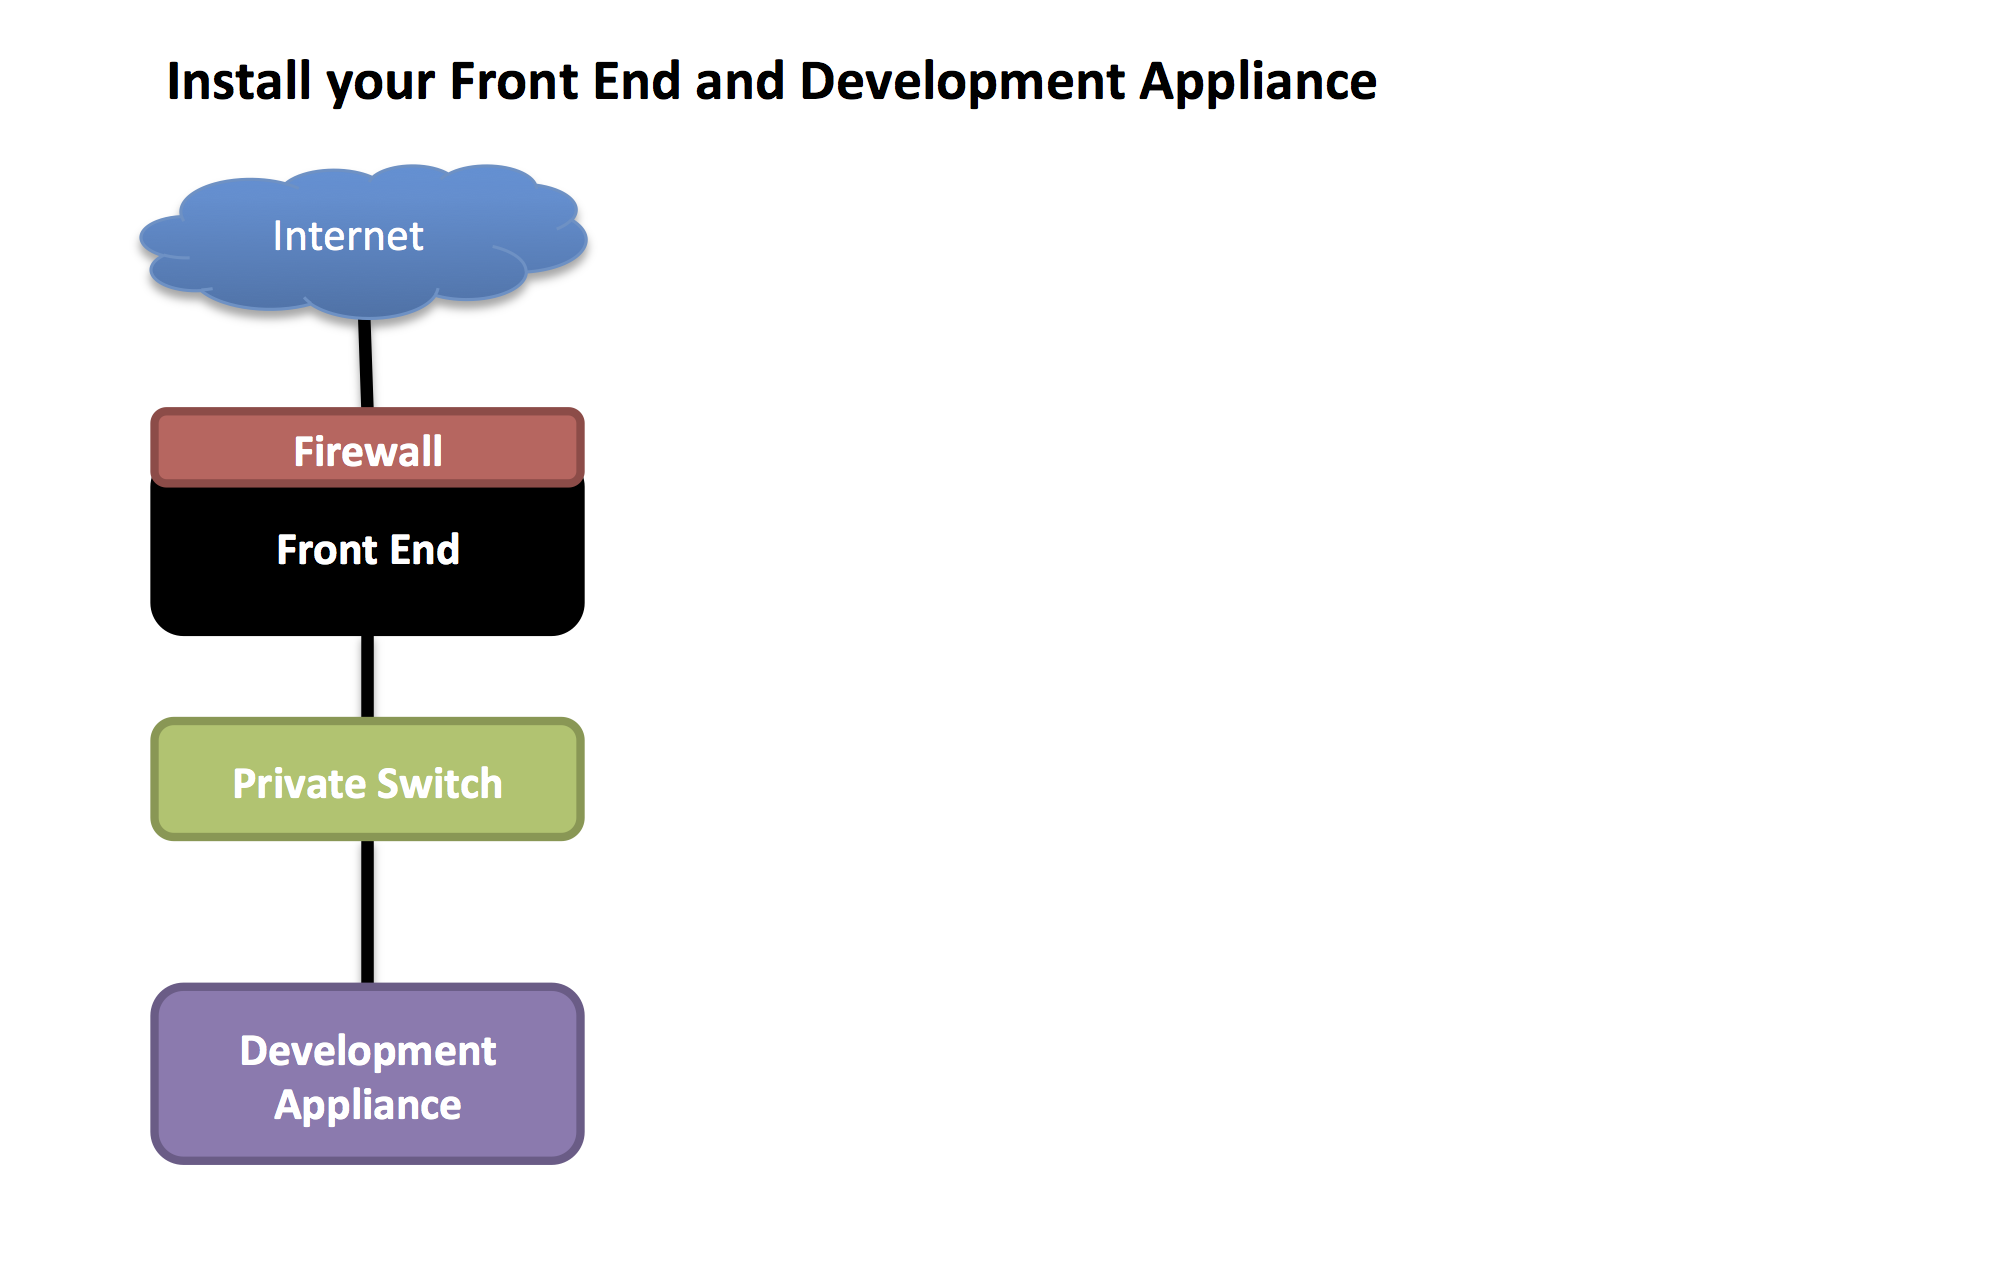 Install your Front End and Development Appliance
Internet
Firewall
Front End
Private Switch
Development
Appliance